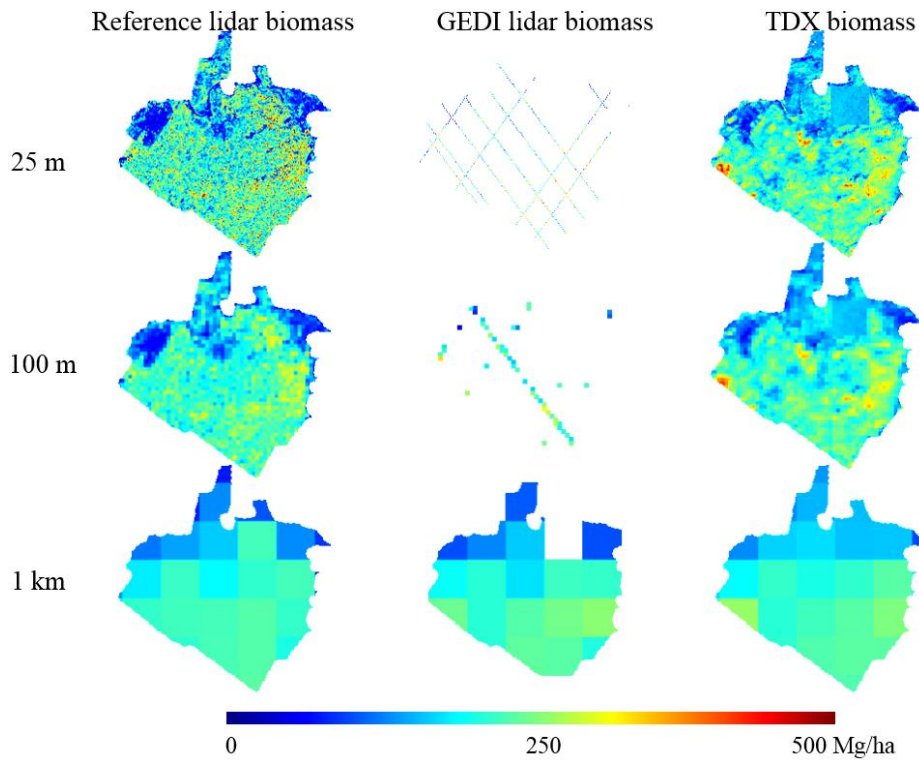 Reference lidar biomass GEDI lidar biomass TDX biomass
25 m
100 m
1 km
0 250 500 Mg/ha